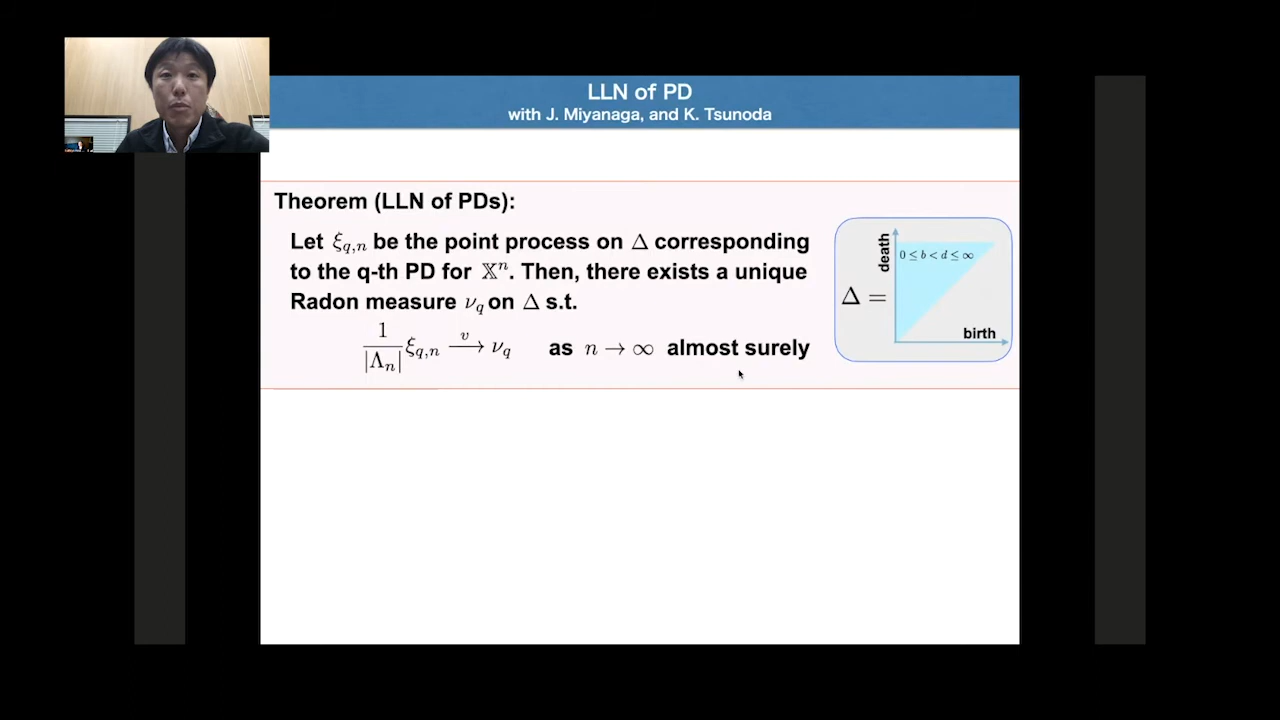 LLN of PD
with J. Miyanaga, and K. Tsunoda
Theorem (LLN of PDs):
Let ξ_{q,n} be the point process on Δ corresponding
to the q-th PD for 𝕏ⁿ. Then, there exists a unique
Radon measure ν_q on Δ s.t.
1/|Λ_n| ξ_{q,n} —v→ ν_q as n → ∞ almost surely
death
0 ≤ b < d ≤ ∞
Δ =
birth